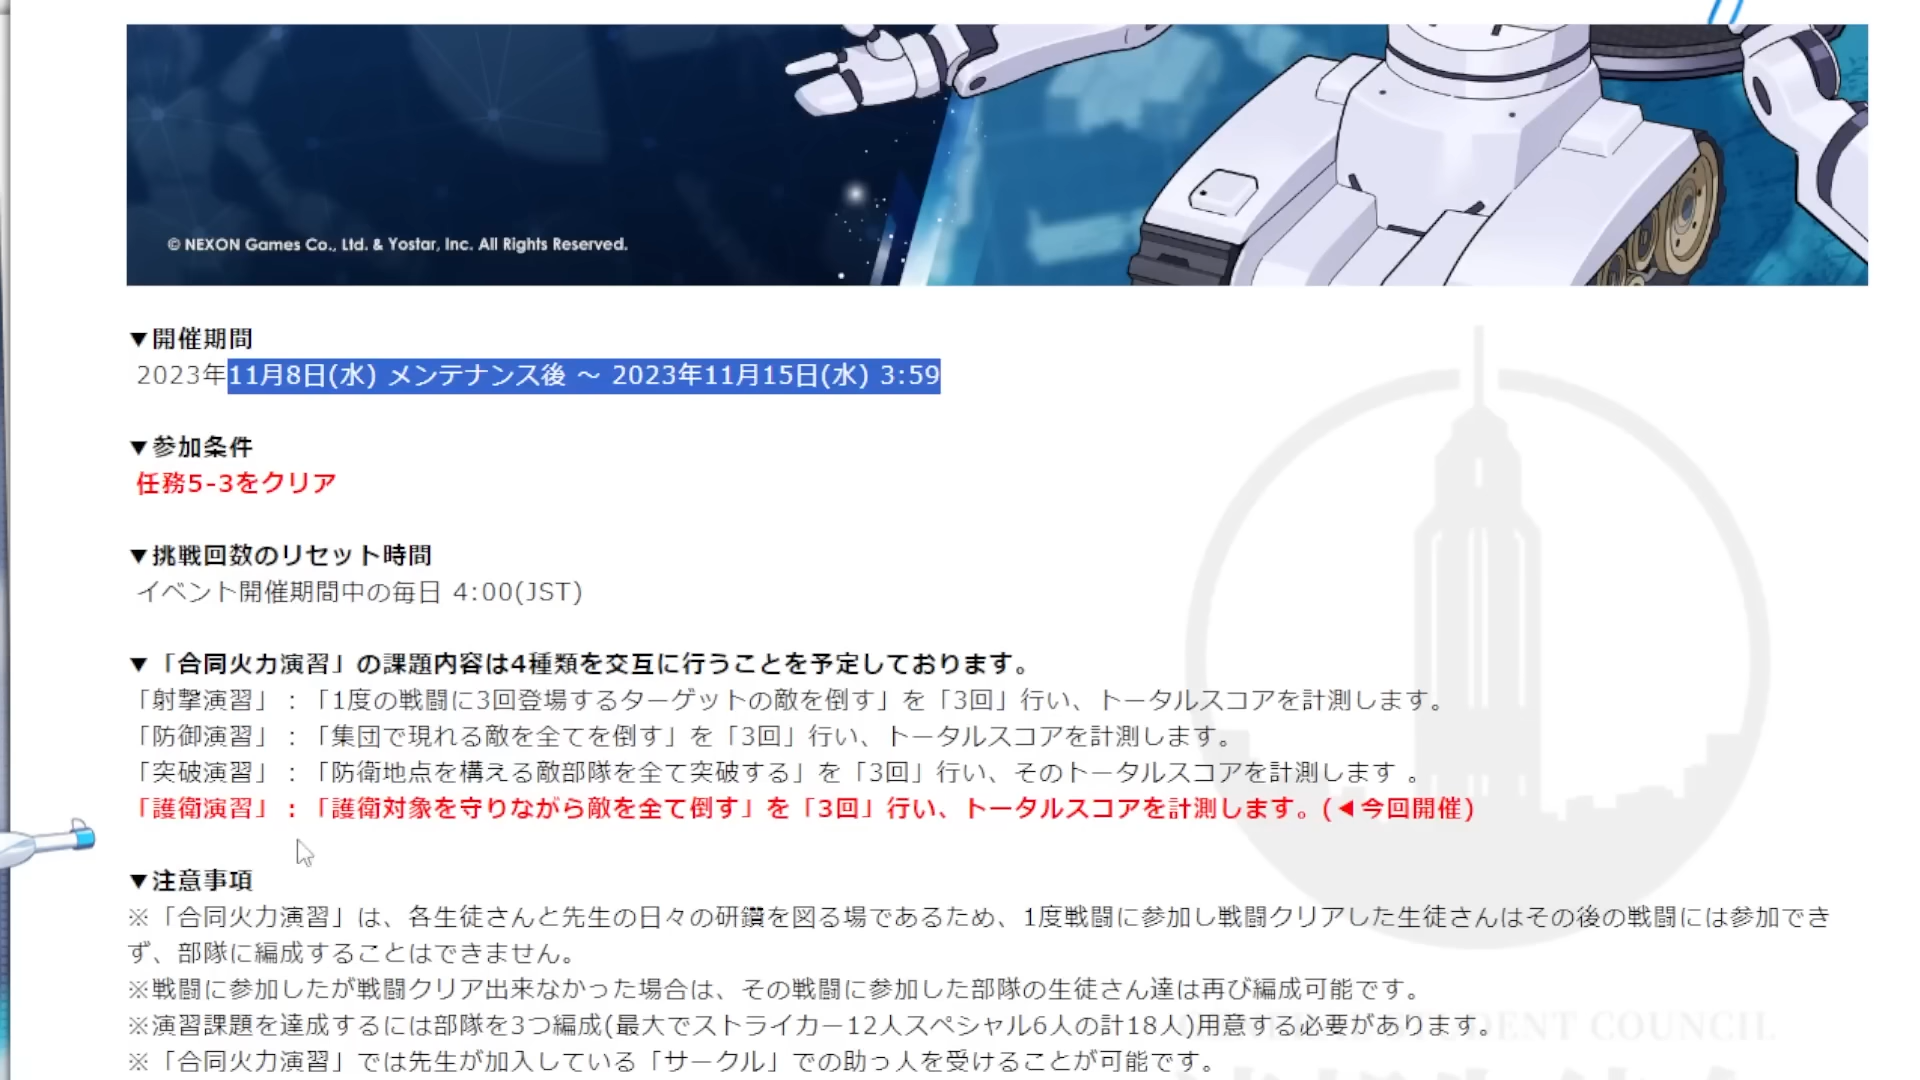 © NEXON Games Co., Ltd. & Yostar, Inc. All Rights Reserved.
▼開催期間
2023年11月8日(水) メンテナンス後 ～ 2023年11月15日(水) 3:59
▼参加条件
任務5-3をクリア
▼挑戦回数のリセット時間
イベント開催期間中の毎日 4:00(JST)
▼「合同火力演習」の課題内容は4種類を交互に行うことを予定しております。
「射撃演習」：「1度の戦闘に3回登場するターゲットの敵を倒す」を「3回」行い、トータルスコアを計測します。
「防御演習」：「集団で現れる敵を全てを倒す」を「3回」行い、トータルスコアを計測します。
「突破演習」：「防衛地点を構える敵部隊を全て突破する」を「3回」行い、そのトータルスコアを計測します 。
「護衛演習」：「護衛対象を守りながら敵を全て倒す」を「3回」行い、トータルスコアを計測します。(◀今回開催)
▼注意事項
※「合同火力演習」は、各生徒さんと先生の日々の研鑽を図る場であるため、1度戦闘に参加し戦闘クリアした生徒さんはその後の戦闘には参加でき
ず、部隊に編成することはできません。
※戦闘に参加したが戦闘クリア出来なかった場合は、その戦闘に参加した部隊の生徒さん達は再び編成可能です。
※演習課題を達成するには部隊を3つ編成(最大でストライカー12人スペシャル6人の計18人)用意する必要があります。
※「合同火力演習」では先生が加入している「サークル」での助っ人を受けることが可能です。
COUNCIL